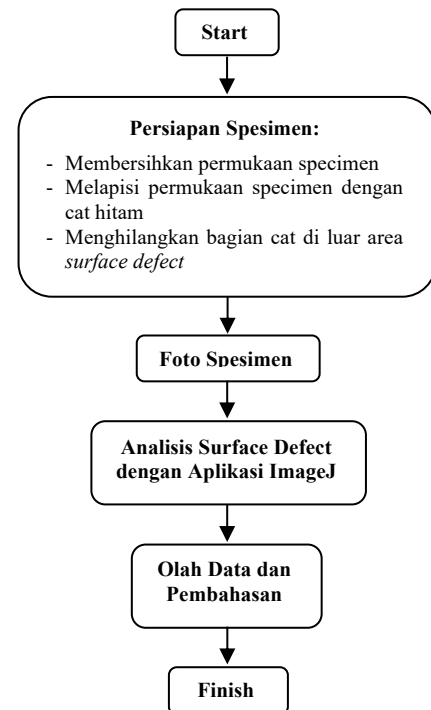 Start
Persiapan Spesimen:
- Membersihkan permukaan specimen
- Melapisi permukaan specimen dengan
cat hitam
- Menghilangkan bagian cat di luar area
surface defect
Foto Spesimen
Analisis Surface Defect
dengan Aplikasi ImageJ
Olah Data dan
Pembahasan
Finish